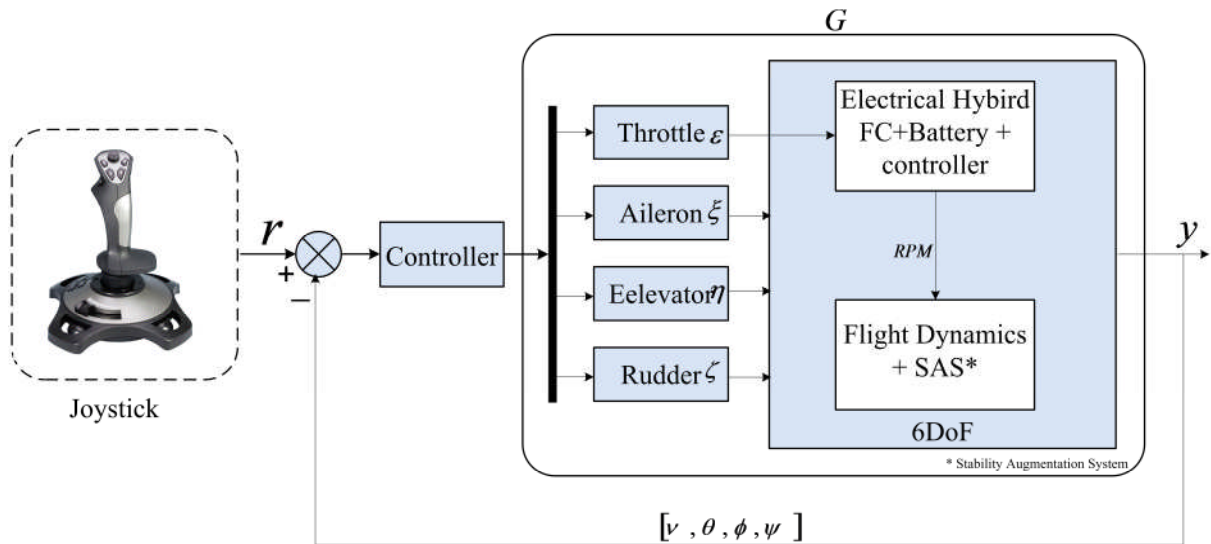 G
Electrical Hybird
FC+Battery +
controller
Throttle ε
Aileron ξ
r
y
+
Controller
RPM
−
Eelevator η
Flight Dynamics
+ SAS*
Rudder ζ
Joystick
6DoF
* Stability Augmentation System
[ν , θ , ϕ , ψ ]